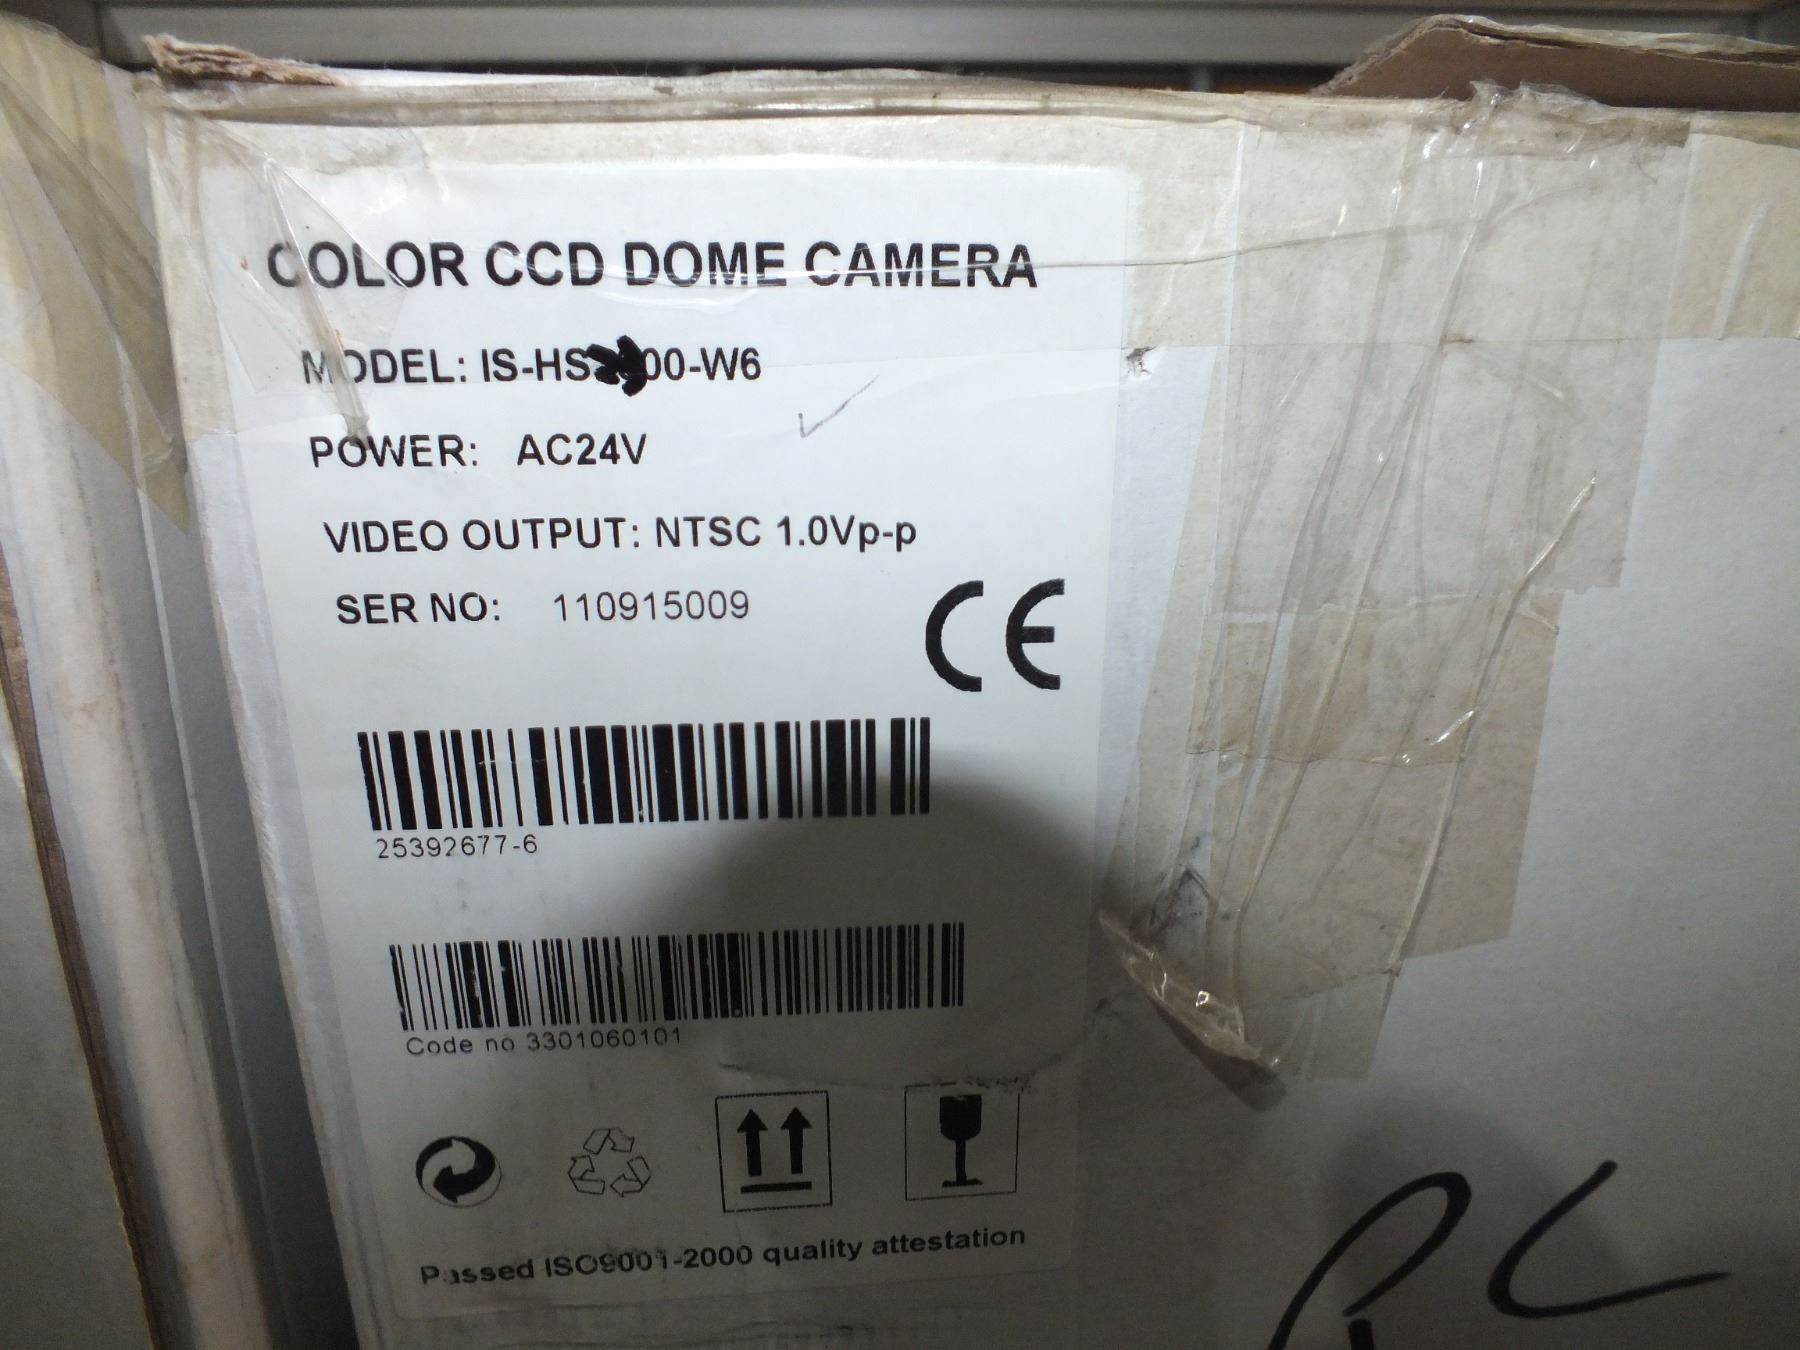 COLOR CCD DOME CAMERA
MODEL:
POWER: AC24V
VIDEO OUTPUT: NTSC 1.0Vp-p
SER NO: 110915009
CE
25392677-6
Code no 3301060101
Passed ISO9001-2000 quality attestation